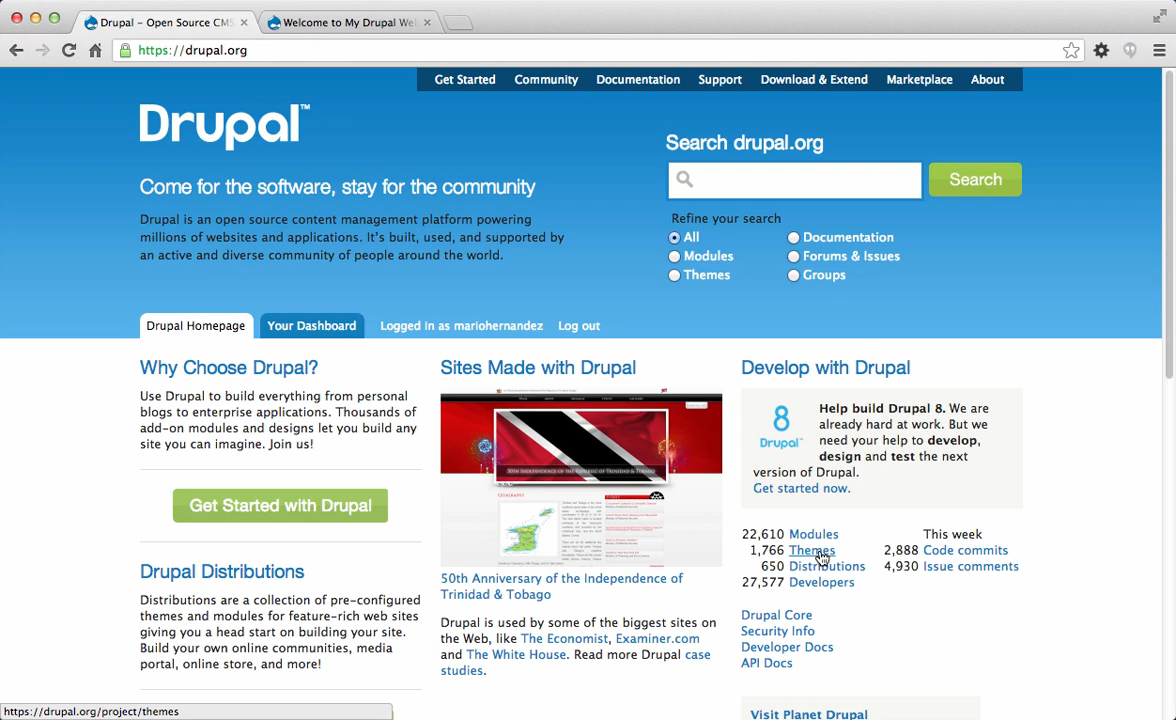 Drupal – Open Source CMS
Welcome to My Drupal We
https://drupal.org
Get Started Community Documentation Support Download & Extend Marketplace About
Drupal™
Search drupal.org
Search
Come for the software, stay for the community
Drupal is an open source content management platform powering
millions of websites and applications. It's built, used, and supported by
an active and diverse community of people around the world.
Refine your search
All
Documentation
Modules
Forums & Issues
Themes
Groups
Drupal Homepage Your Dashboard Logged in as mariohernandez Log out
Why Choose Drupal?
Use Drupal to build everything from personal
blogs to enterprise applications. Thousands of
add-on modules and designs let you build any
site you can imagine. Join us!
Get Started with Drupal
Drupal Distributions
Distributions are a collection of pre-configured
themes and modules for feature-rich web sites
giving you a head start on building your site.
Build your own online communities, media
portal, online store, and more!
Sites Made with Drupal
50TH INDEPENDENCE OF THE REPUBLIC OF TRINIDAD & TOBAGO
50th Anniversary of the Independence of
Trinidad & Tobago
Drupal is used by some of the biggest sites on
the Web, like The Economist, Examiner.com
and The White House. Read more Drupal case
studies.
Develop with Drupal
8
Drupal™
Help build Drupal 8. We are
already hard at work. But we
need your help to develop,
design and test the next
version of Drupal.
Get started now.
22,610 Modules
1,766 Themes
650 Distributions
27,577 Developers
This week
2,888 Code commits
4,930 Issue comments
Drupal Core
Security Info
Developer Docs
API Docs
Visit Planet Drupal
https://drupal.org/project/themes